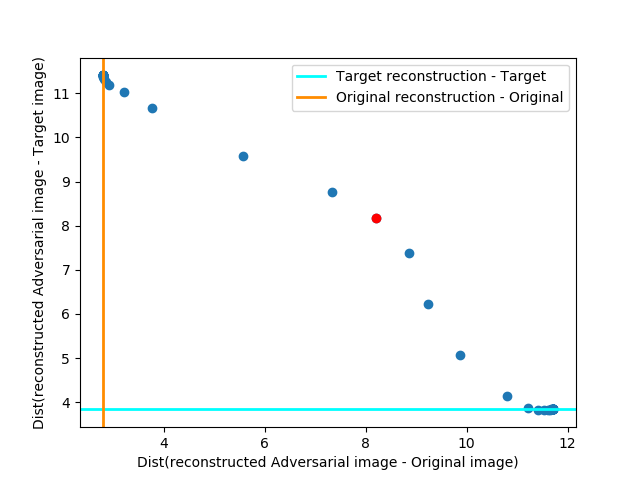 Target reconstruction - Target
Original reconstruction - Original
Dist(reconstructed Adversarial image - Target image)
11
10
9
8
7
6
5
4
4 6 8 10 12
Dist(reconstructed Adversarial image - Original image)